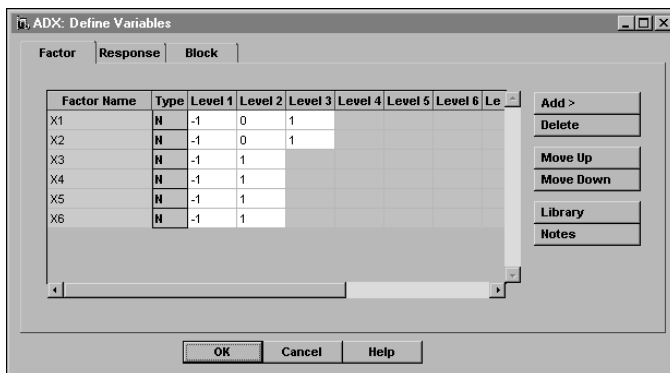 ADX: Define Variables
Factor Response Block
Factor Name Type Level 1 Level 2 Level 3 Level 4 Level 5 Level 6 Le
X1 N -1 0 1
X2 N -1 0 1
X3 N -1 1
X4 N -1 1
X5 N -1 1
X6 N -1 1
Add >
Delete
Move Up
Move Down
Library
Notes
OK Cancel Help